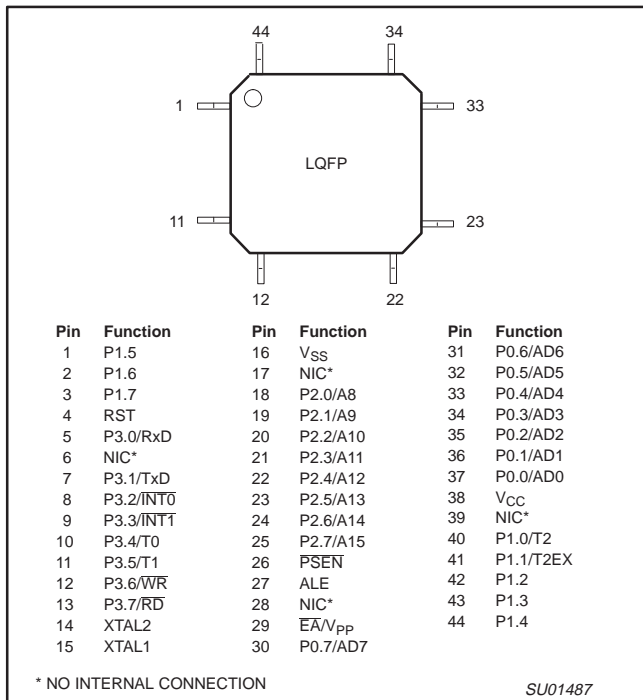 44 34
1 33
LQFP
11 23
12 22
Pin Function Pin Function Pin Function
1 P1.5 16 VSS 31 P0.6/AD6
2 P1.6 17 NIC* 32 P0.5/AD5
3 P1.7 18 P2.0/A8 33 P0.4/AD4
4 RST 19 P2.1/A9 34 P0.3/AD3
5 P3.0/RxD 20 P2.2/A10 35 P0.2/AD2
6 NIC* 21 P2.3/A11 36 P0.1/AD1
7 P3.1/TxD 22 P2.4/A12 37 P0.0/AD0
8 P3.2/I̅N̅T̅0̅ 23 P2.5/A13 38 VCC
9 P3.3/I̅N̅T̅1̅ 24 P2.6/A14 39 NIC*
10 P3.4/T0 25 P2.7/A15 40 P1.0/T2
11 P3.5/T1 26 P̅S̅E̅N̅ 41 P1.1/T2EX
12 P3.6/W̅R̅ 27 ALE 42 P1.2
13 P3.7/R̅D̅ 28 NIC* 43 P1.3
14 XTAL2 29 E̅A̅/VPP 44 P1.4
15 XTAL1 30 P0.7/AD7
* NO INTERNAL CONNECTION SU01487